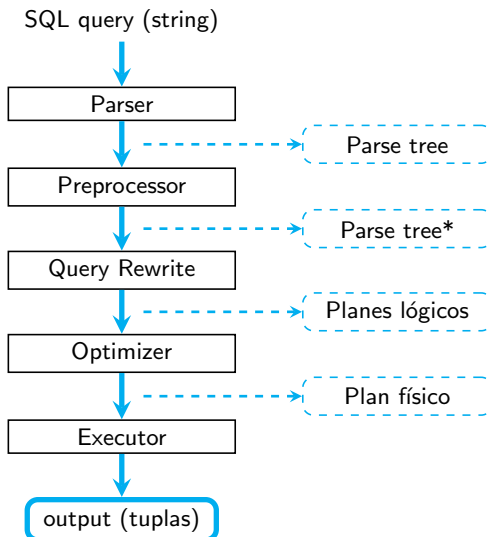 SQL query (string)
Parser
Parse tree
Preprocessor
Parse tree*
Query Rewrite
Planes lógicos
Optimizer
Plan físico
Executor
output (tuplas)